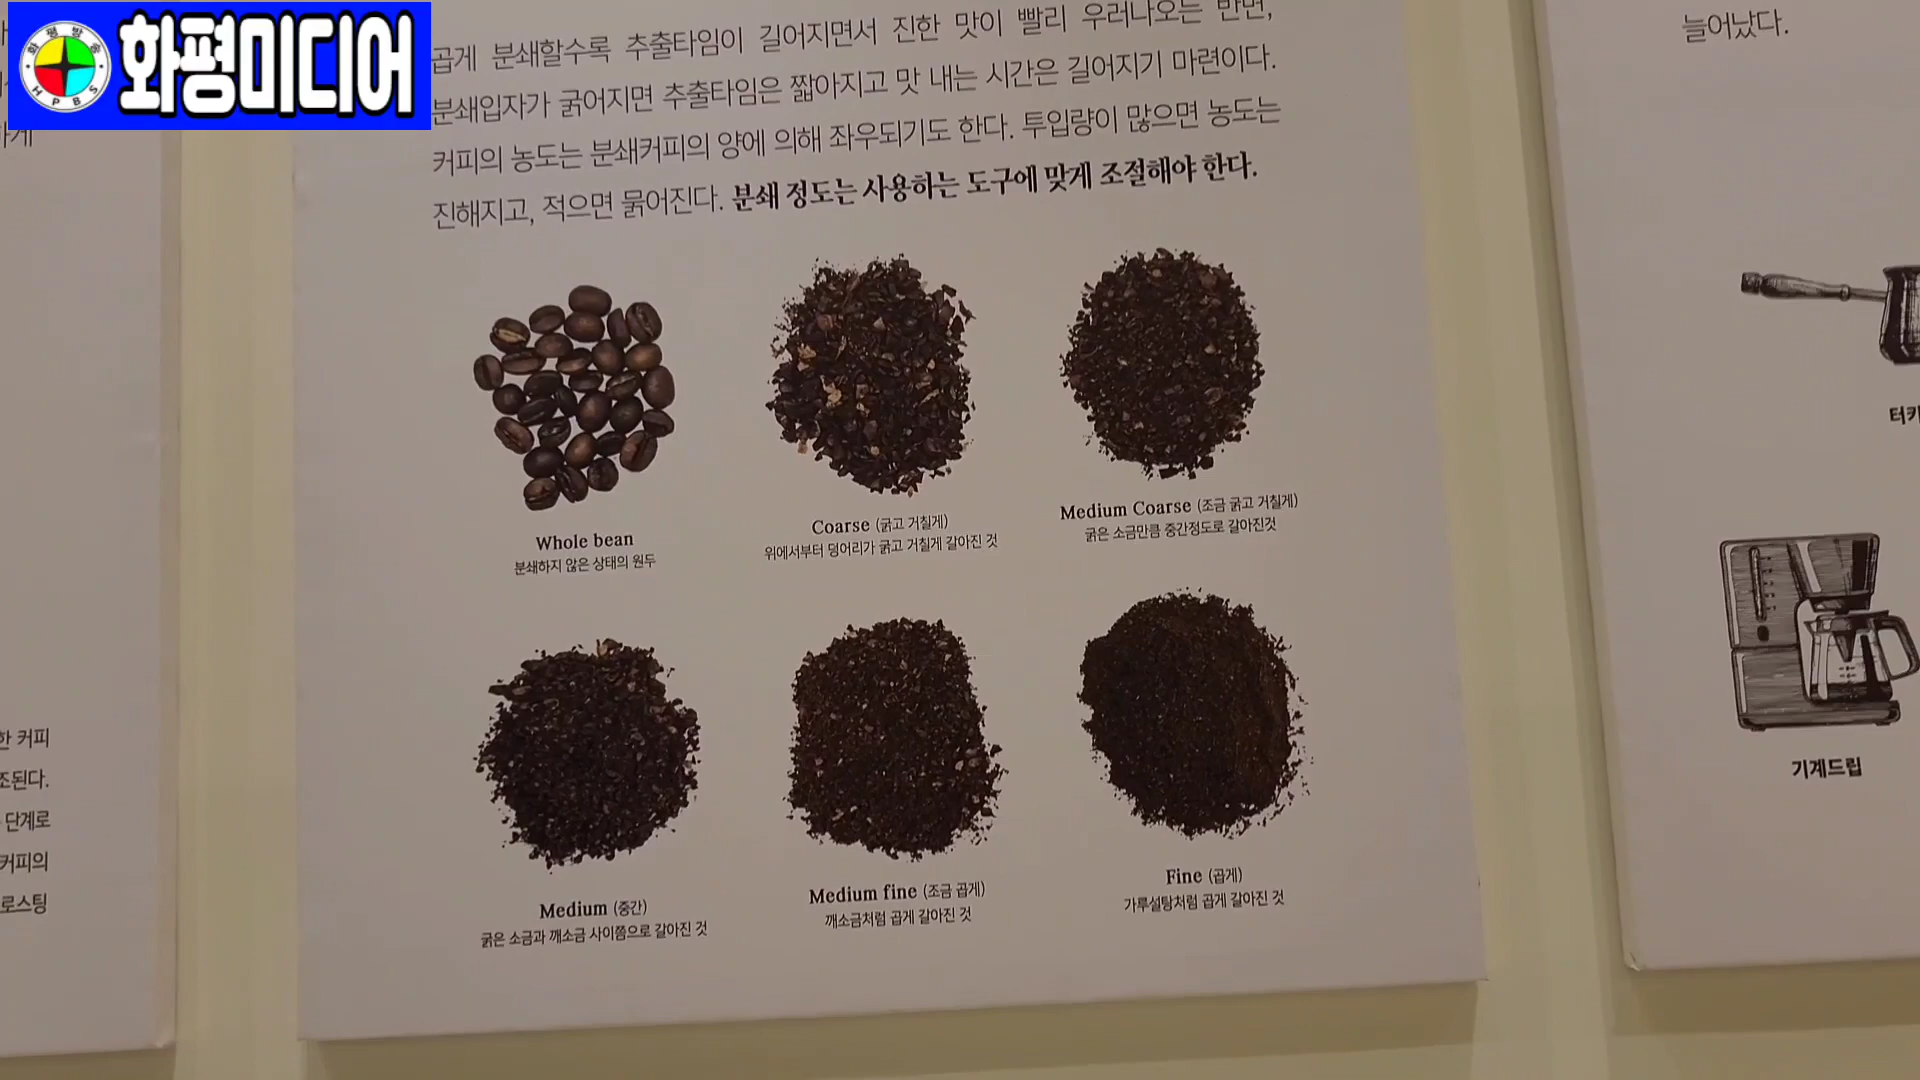 화평방송
HPBS
화평미디어
곱게 분쇄할수록 추출타임이 길어지면서 진한 맛이 빨리 우러나오는 반면,
분쇄입자가 굵어지면 추출타임은 짧아지고 맛 내는 시간은 길어지기 마련이다.
커피의 농도는 분쇄커피의 양에 의해 좌우되기도 한다. 투입량이 많으면 농도는
진해지고, 적으면 묽어진다. 분쇄 정도는 사용하는 도구에 맞게 조절해야 한다.
Whole bean
분쇄하지 않은 상태의 원두
Coarse (굵고 거칠게)
위에서부터 덩어리가 굵고 거칠게 갈아진 것
Medium Coarse (조금 굵고 거칠게)
굵은 소금만큼 중간정도로 갈아진것
Medium (중간)
굵은 소금과 깨소금 사이쯤으로 갈아진 것
Medium fine (조금 곱게)
깨소금처럼 곱게 갈아진 것
Fine (곱게)
가루설탕처럼 곱게 갈아진 것
한 커피
조된다.
단계로
커피의
로스팅
늘어났다.
터키
기계드립